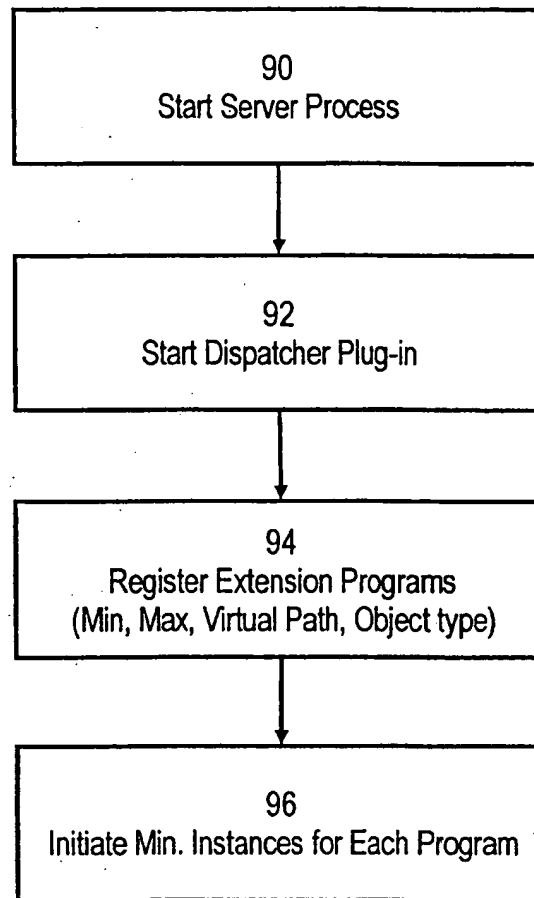 90
Start Server Process
92
Start Dispatcher Plug-in
94
Register Extension Programs
(Min, Max, Virtual Path, Object type)
96
Initiate Min. Instances for Each Program